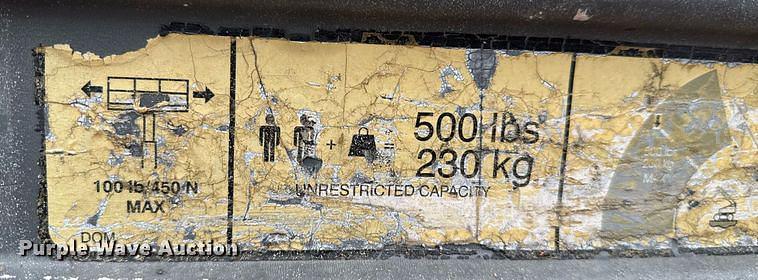 100 lb/450 N
MAX
DOM
+
=
500 lbs
230 kg
UNRESTRICTED CAPACITY
Purple Wave Auction